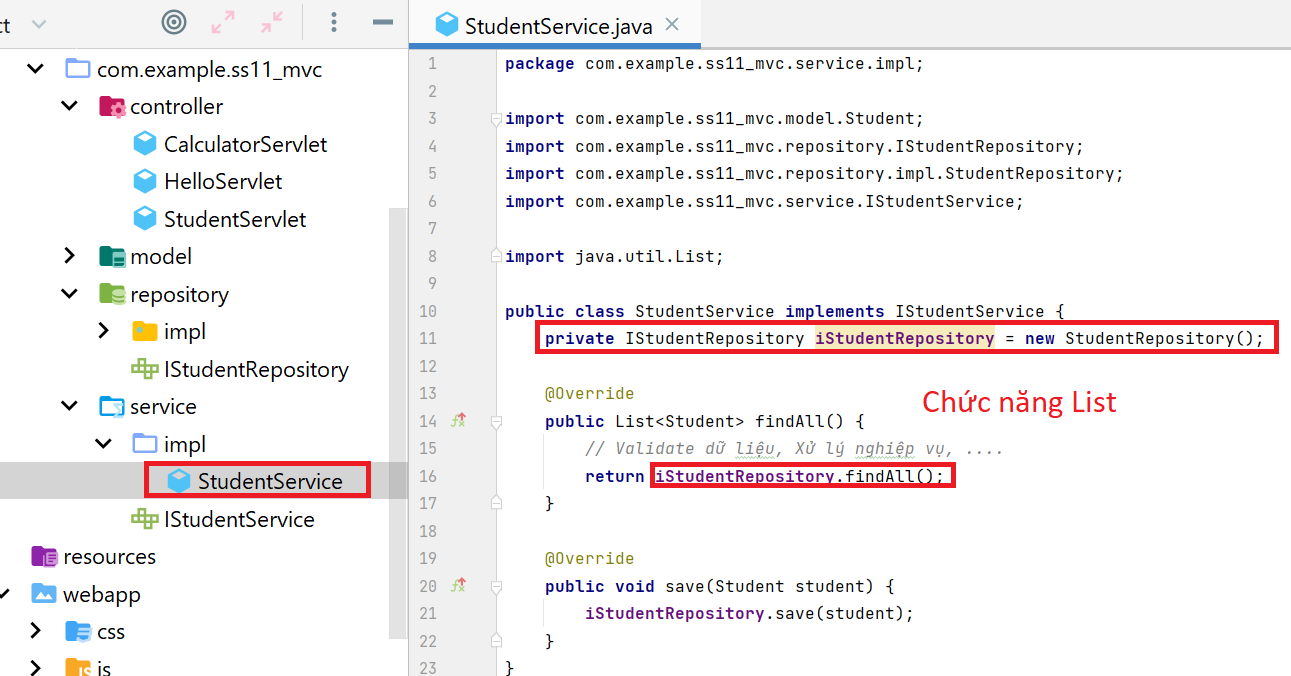 ct
com.example.ss11_mvc
controller
CalculatorServlet
HelloServlet
StudentServlet
model
repository
impl
IStudentRepository
service
impl
StudentService
IStudentService
resources
webapp
css
js
StudentService.java
1 package com.example.ss11_mvc.service.impl;
2
3 import com.example.ss11_mvc.model.Student;
4 import com.example.ss11_mvc.repository.IStudentRepository;
5 import com.example.ss11_mvc.repository.impl.StudentRepository;
6 import com.example.ss11_mvc.service.IStudentService;
7
8 import java.util.List;
9
10 public class StudentService implements IStudentService {
11 private IStudentRepository iStudentRepository = new StudentRepository();
12
13 @Override
Chức năng List
14 public List<Student> findAll() {
15 // Validate dữ liệu, Xử lý nghiệp vụ, ....
16 return iStudentRepository.findAll();
17 }
18
19 @Override
20 public void save(Student student) {
21 iStudentRepository.save(student);
22 }
23 }